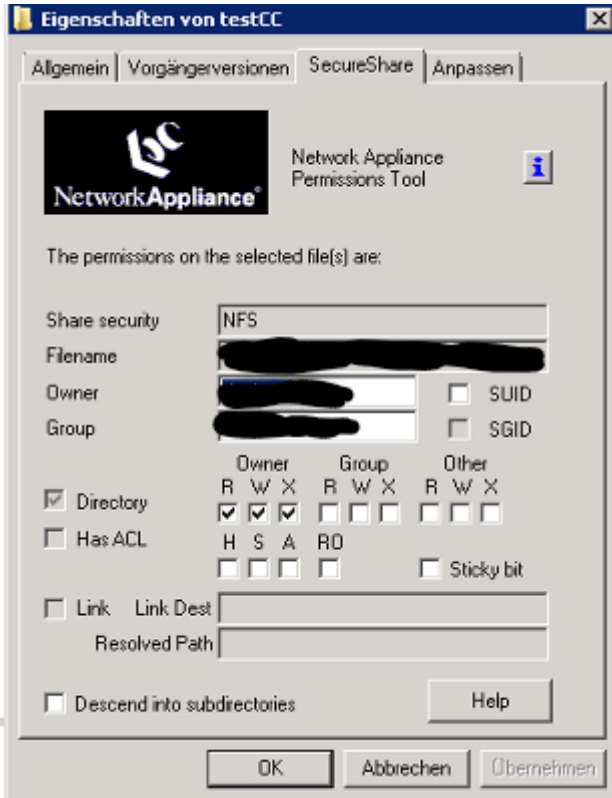 Eigenschaften von testCC
Allgemein Vorgängerversionen SecureShare Anpassen
NetworkAppliance®
Network Appliance
Permissions Tool
i
The permissions on the selected file(s) are:
Share security NFS
Filename
Owner SUID
Group SGID
Owner Group Other
R W X R W X R W X
Directory
Has ACL
H S A RO
Sticky bit
Link Link Dest
Resolved Path
Descend into subdirectories
Help
OK Abbrechen Übernehmen